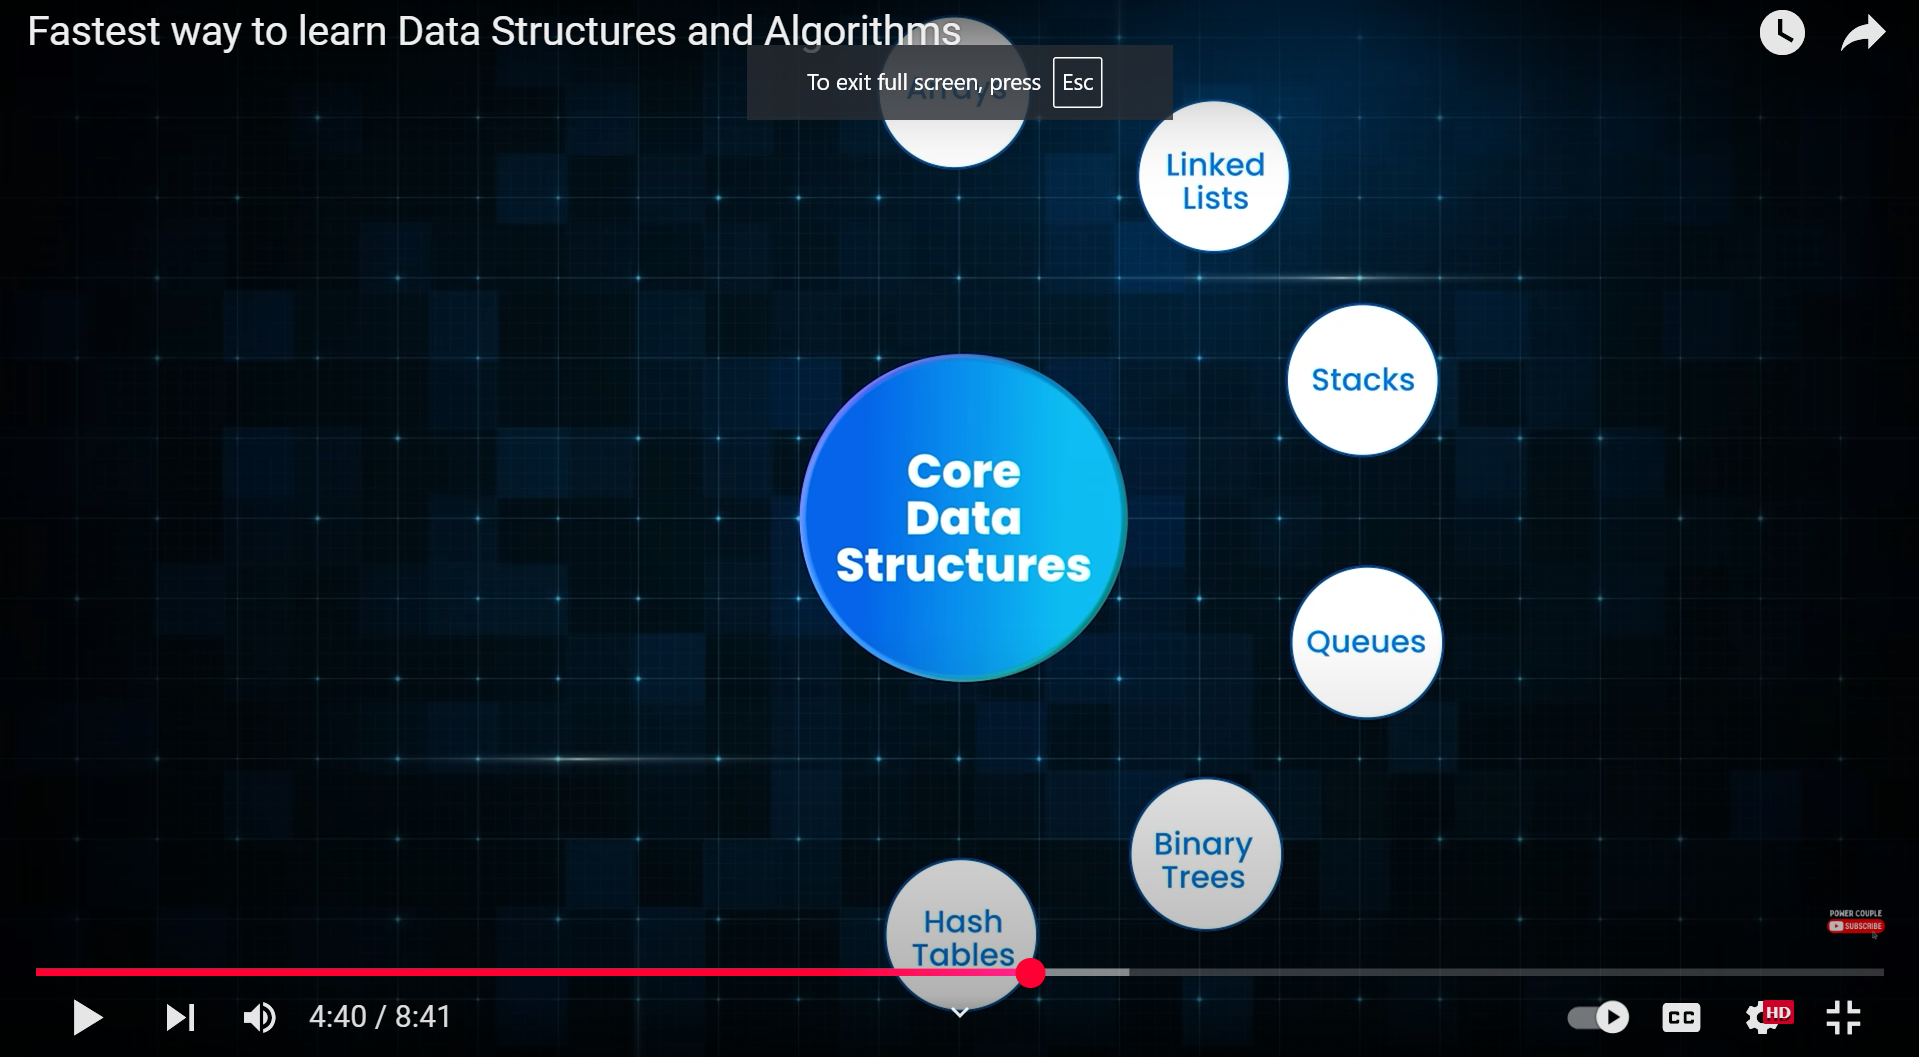 Fastest way to learn Data Structures and Algorithms
To exit full screen, press Esc
Arrays
Linked
Lists
Stacks
Core
Data
Structures
Queues
Binary
Trees
Hash
Tables
POWER COUPLE
SUBSCRIBE
4:40 / 8:41
CC
HD